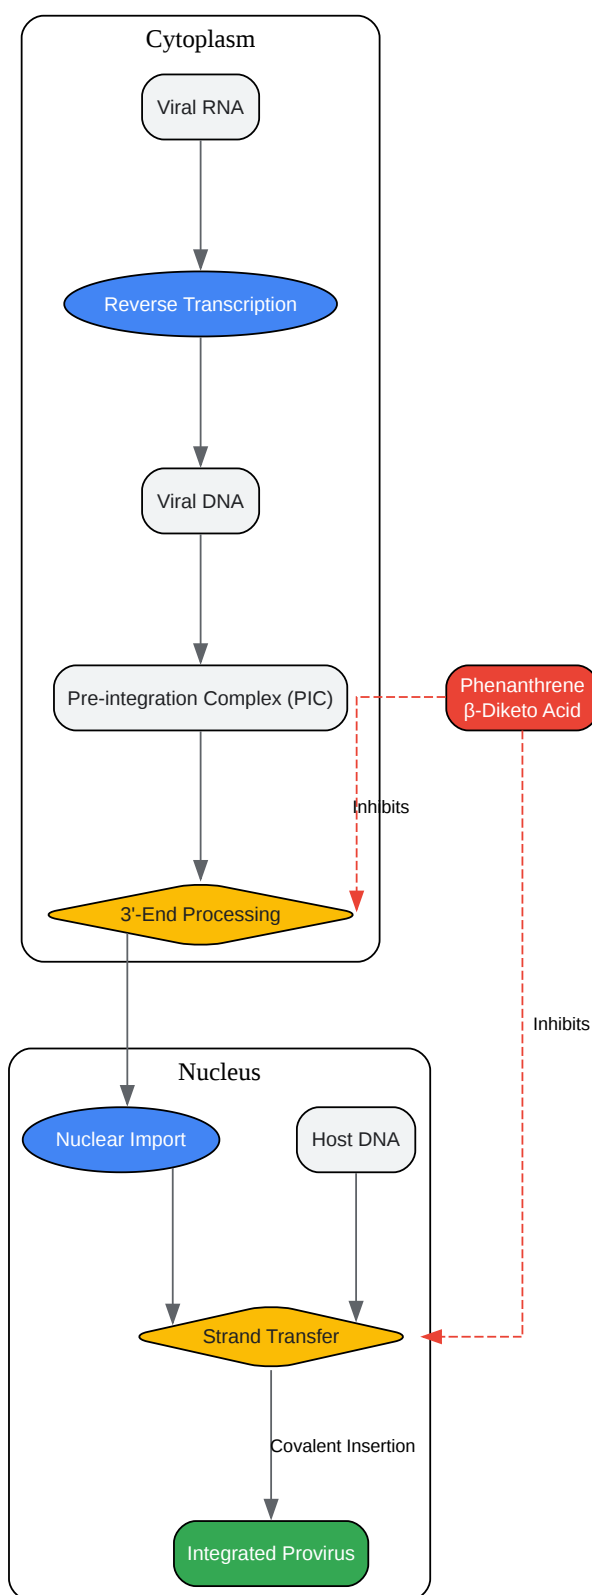 Cytoplasm
Viral RNA
Reverse Transcription
Viral DNA
Pre-integration Complex (PIC)
Phenanthrene
β-Diketo Acid
Inhibits
3'-End Processing
Inhibits
Nucleus
Nuclear Import
Host DNA
Strand Transfer
Covalent Insertion
Integrated Provirus